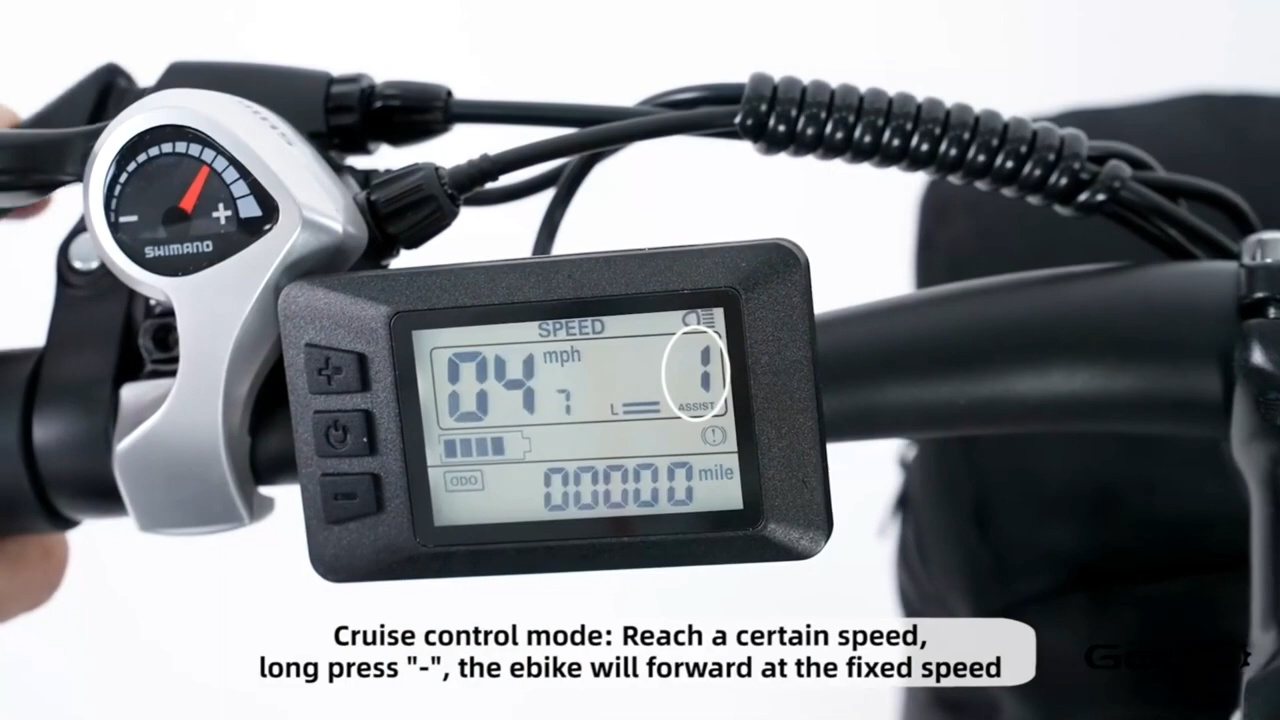 SHIMANO
SPEED
04 mph 1
7
L
ASSIST
ODO
00000 mile
Cruise control mode: Reach a certain speed,
long press "-", the ebike will forward at the fixed speed